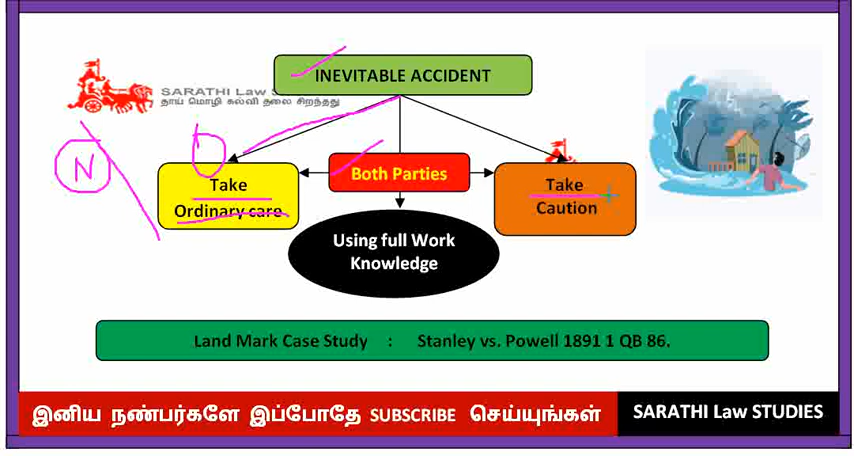 INEVITABLE ACCIDENT
SARATHI Law S
தாய் மொழி கல்வி தலை சிறந்தது
Both Parties
Take
Ordinary care
Take
Caution
Using full Work
Knowledge
N
Land Mark Case Study : Stanley vs. Powell 1891 1 QB 86.
இனிய நண்பர்களே இப்போதே SUBSCRIBE செய்யுங்கள்
SARATHI Law STUDIES